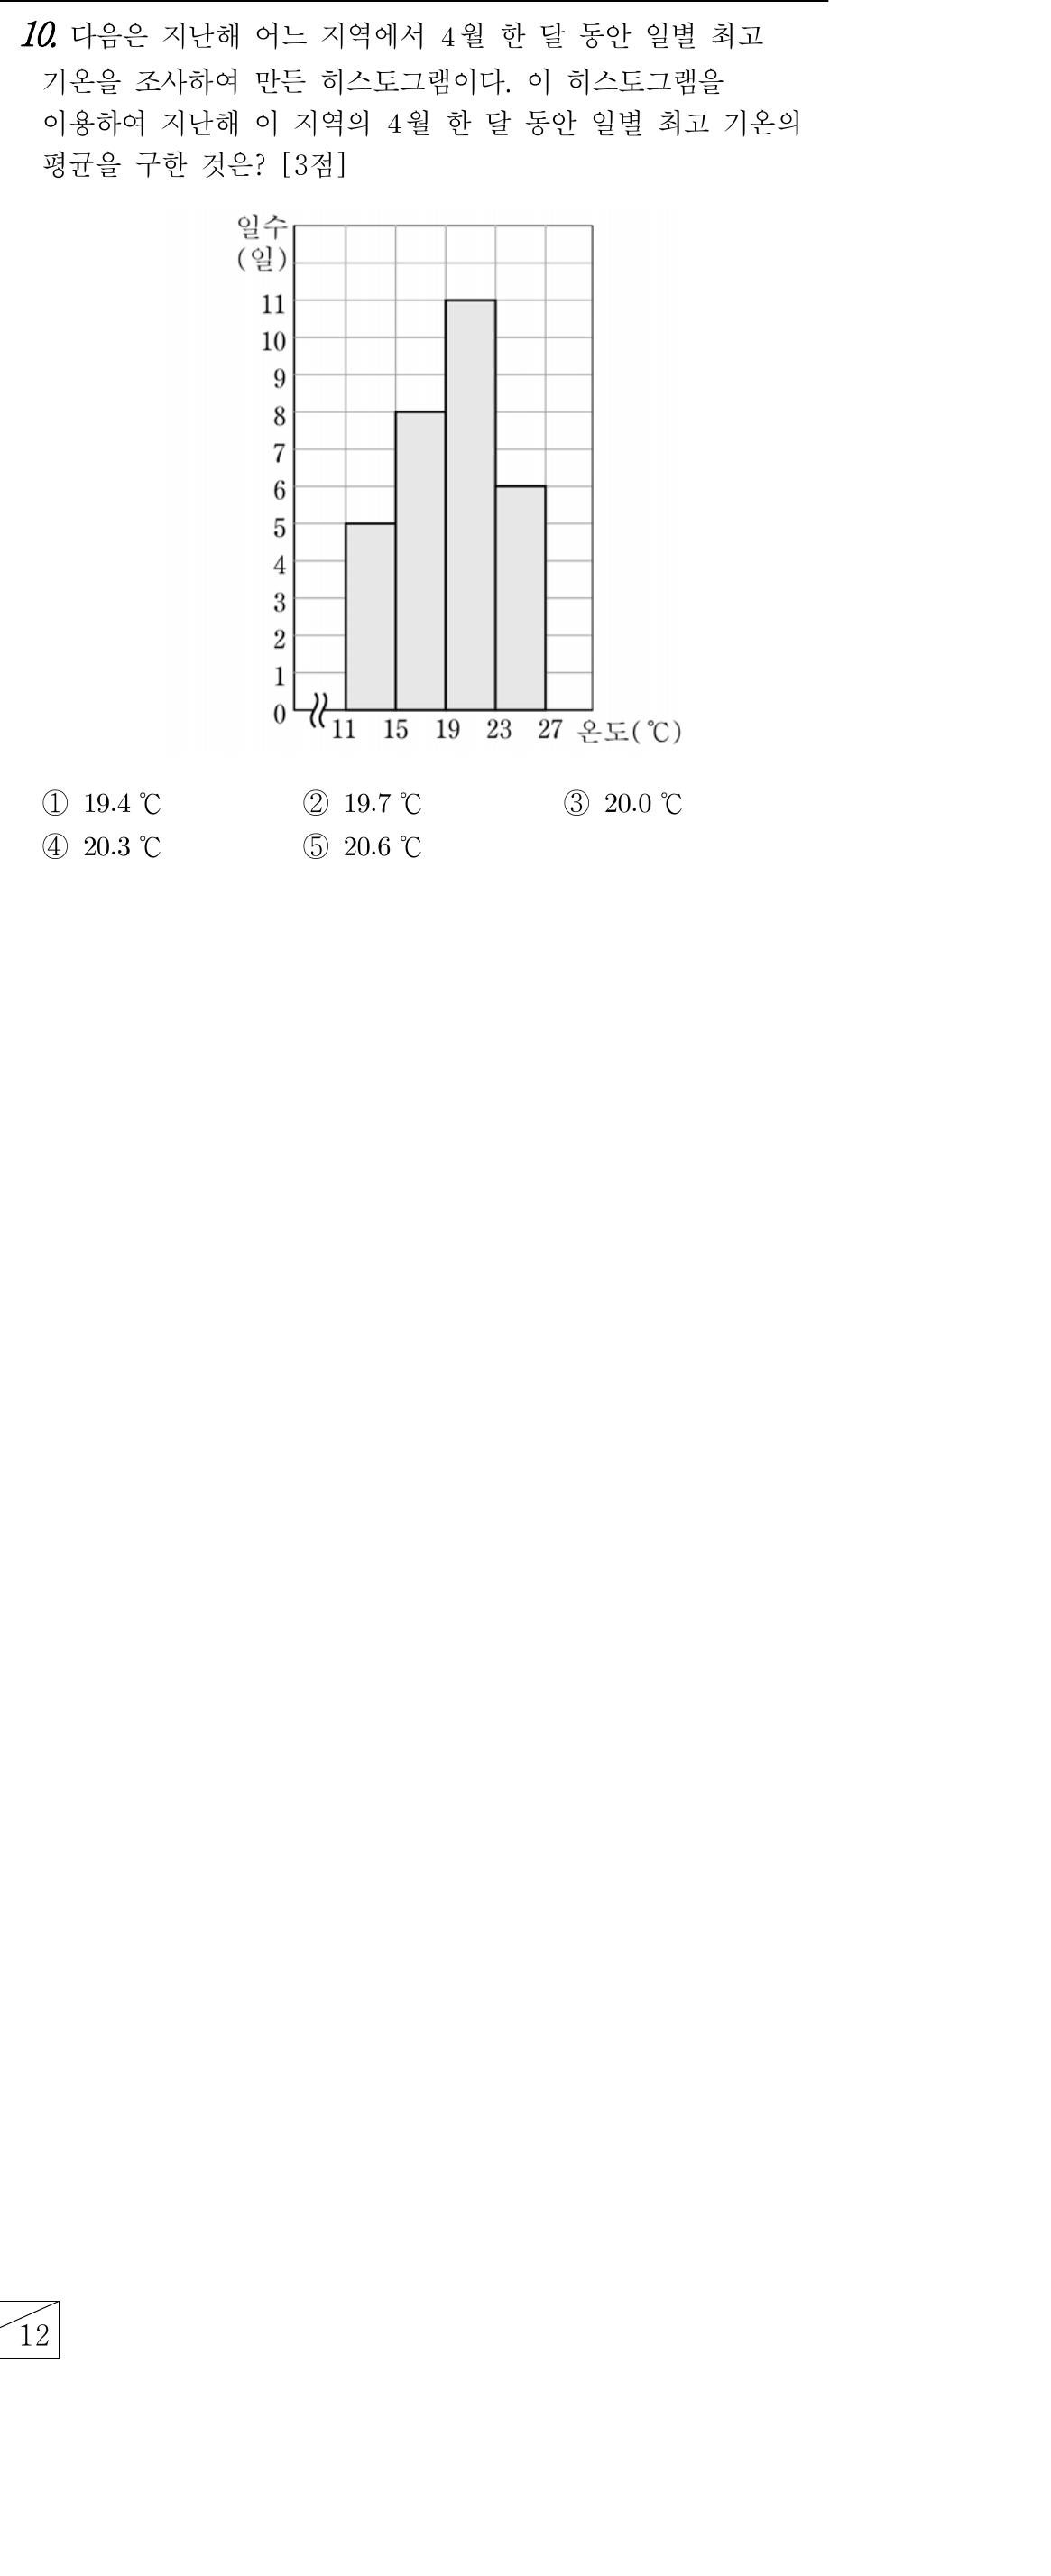 10. 다음은 지난해 어느 지역에서 4월 한 달 동안 일별 최고
기온을 조사하여 만든 히스토그램이다. 이 히스토그램을
이용하여 지난해 이 지역의 4월 한 달 동안 일별 최고 기온의
평균을 구한 것은? [3점]
일수
(일)
11
10
9
8
7
6
5
4
3
2
1
0
11 15 19 23 27 온도(℃)
① 19.4 ℃ ② 19.7 ℃ ③ 20.0 ℃
④ 20.3 ℃ ⑤ 20.6 ℃
12